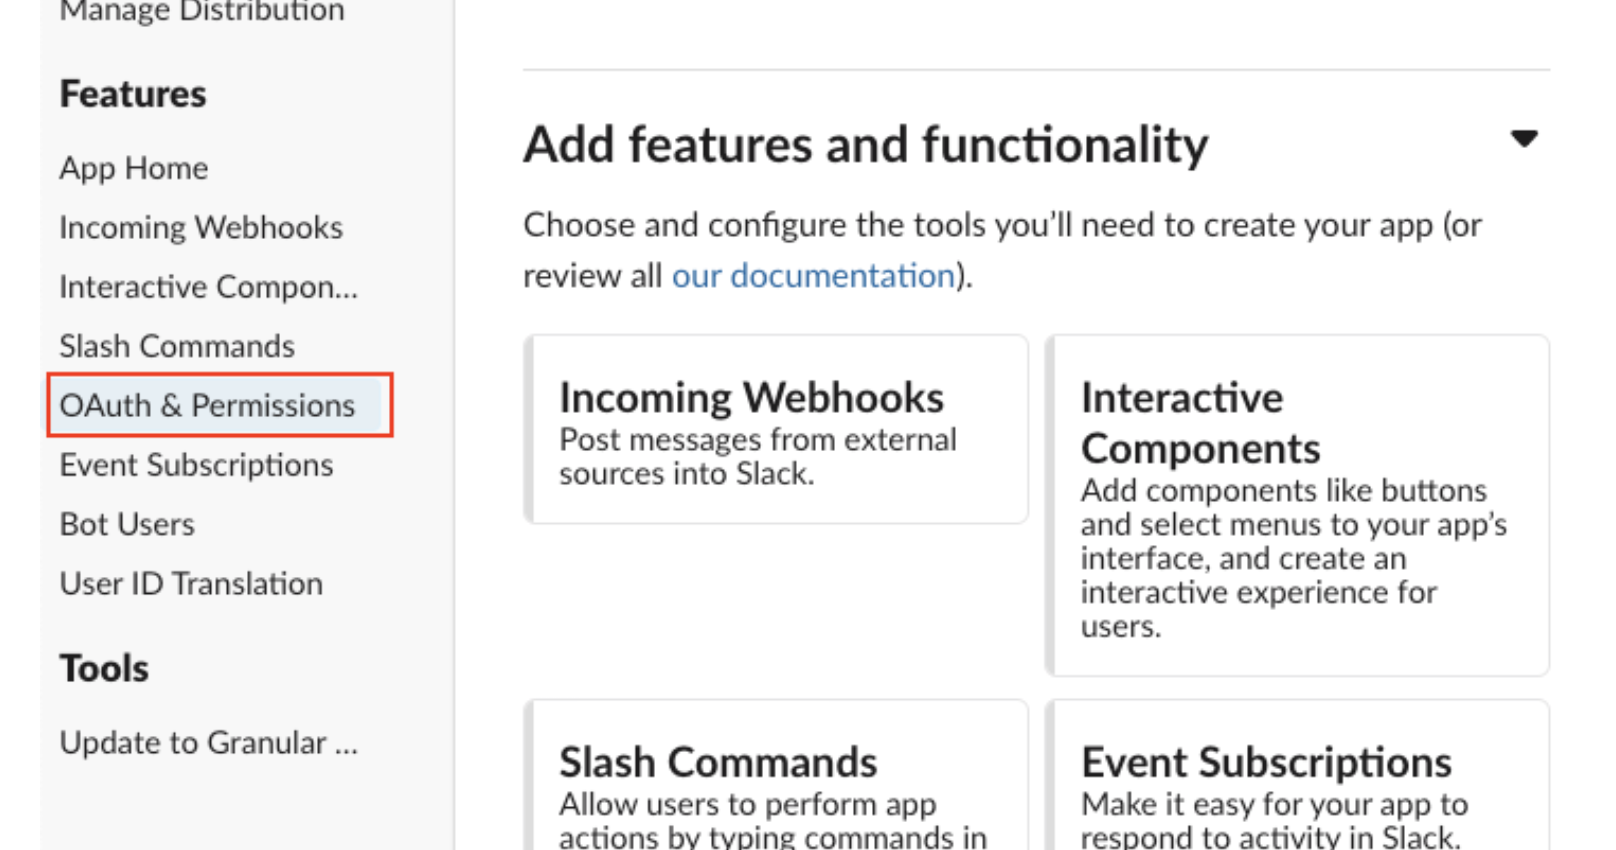 Manage Distribution
Features
App Home
Incoming Webhooks
Interactive Compon...
Slash Commands
OAuth & Permissions
Event Subscriptions
Bot Users
User ID Translation
Tools
Update to Granular ...
Add features and functionality
Choose and configure the tools you’ll need to create your app (or
review all our documentation).
Incoming Webhooks
Post messages from external
sources into Slack.
Interactive
Components
Add components like buttons
and select menus to your app’s
interface, and create an
interactive experience for
users.
Slash Commands
Allow users to perform app
actions by typing commands in
Event Subscriptions
Make it easy for your app to
respond to activity in Slack.